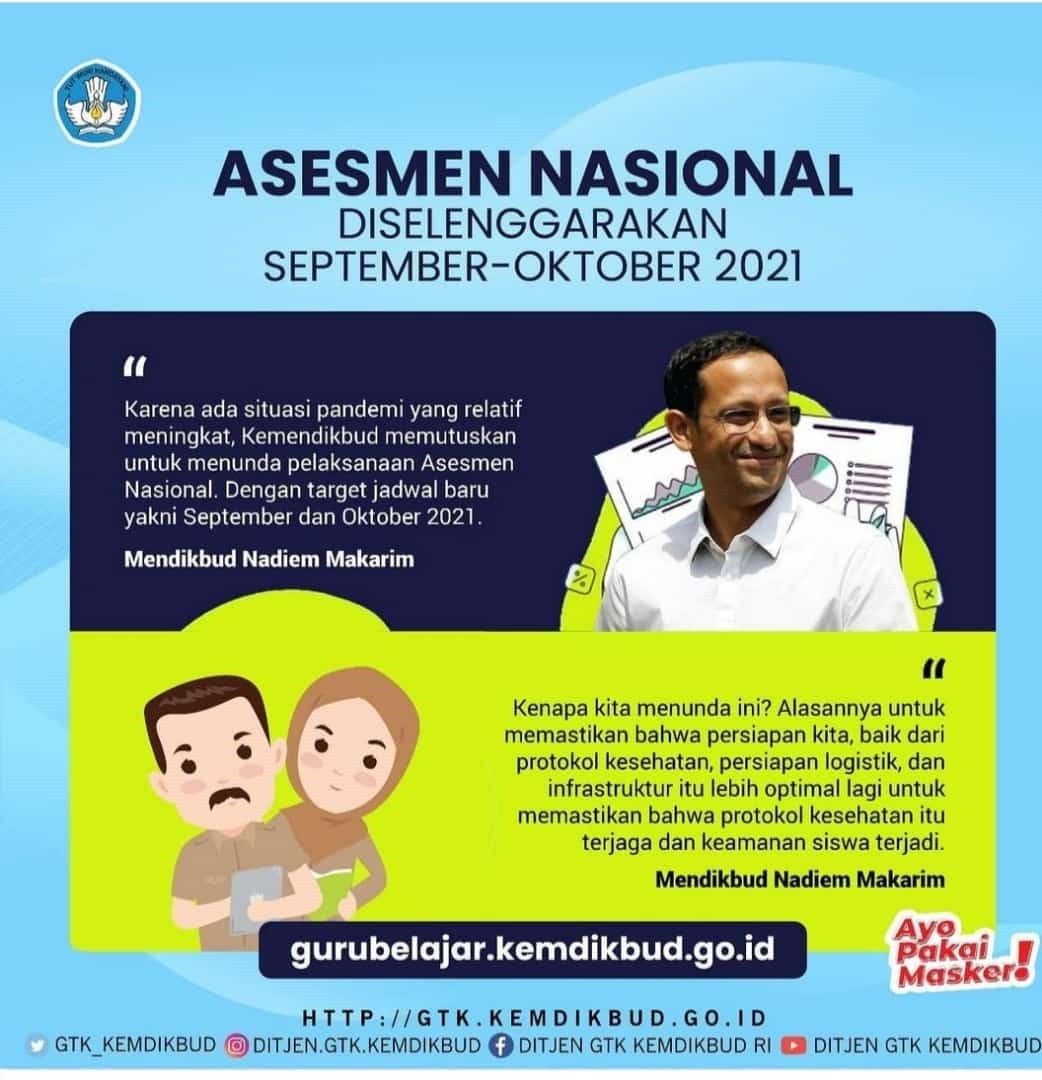 TUT WURI HANDAYANI
ASESMEN NASIONAL
DISELENGGARAKAN
SEPTEMBER-OKTOBER 2021
“
Karena ada situasi pandemi yang relatif
meningkat, Kemendikbud memutuskan
untuk menunda pelaksanaan Asesmen
Nasional. Dengan target jadwal baru
yakni September dan Oktober 2021.
Mendikbud Nadiem Makarim
“
Kenapa kita menunda ini? Alasannya untuk
memastikan bahwa persiapan kita, baik dari
protokol kesehatan, persiapan logistik, dan
infrastruktur itu lebih optimal lagi untuk
memastikan bahwa protokol kesehatan itu
terjaga dan keamanan siswa terjadi.
Mendikbud Nadiem Makarim
gurubelajar.kemdikbud.go.id
Ayo
Pakai
Masker!
HTTP://GTK.KEMDIKBUD.GO.ID
GTK_KEMDIKBUD DITJEN.GTK.KEMDIKBUD DITJEN GTK KEMDIKBUD RI DITJEN GTK KEMDIKBUD